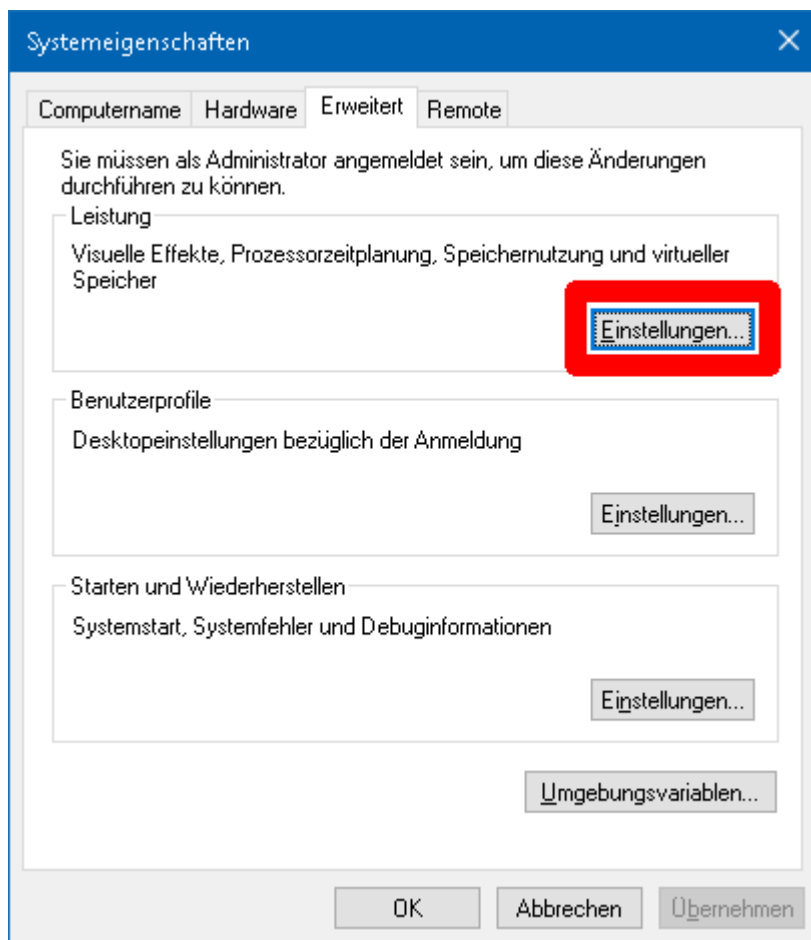 Systemeigenschaften
Computername Hardware Erweitert Remote
Sie müssen als Administrator angemeldet sein, um diese Änderungen
durchführen zu können.
Leistung
Visuelle Effekte, Prozessorzeitplanung, Speichernutzung und virtueller
Speicher
Einstellungen...
Benutzerprofile
Desktopeinstellungen bezüglich der Anmeldung
Einstellungen...
Starten und Wiederherstellen
Systemstart, Systemfehler und Debuginformationen
Einstellungen...
Umgebungsvariablen...
OK Abbrechen Übernehmen